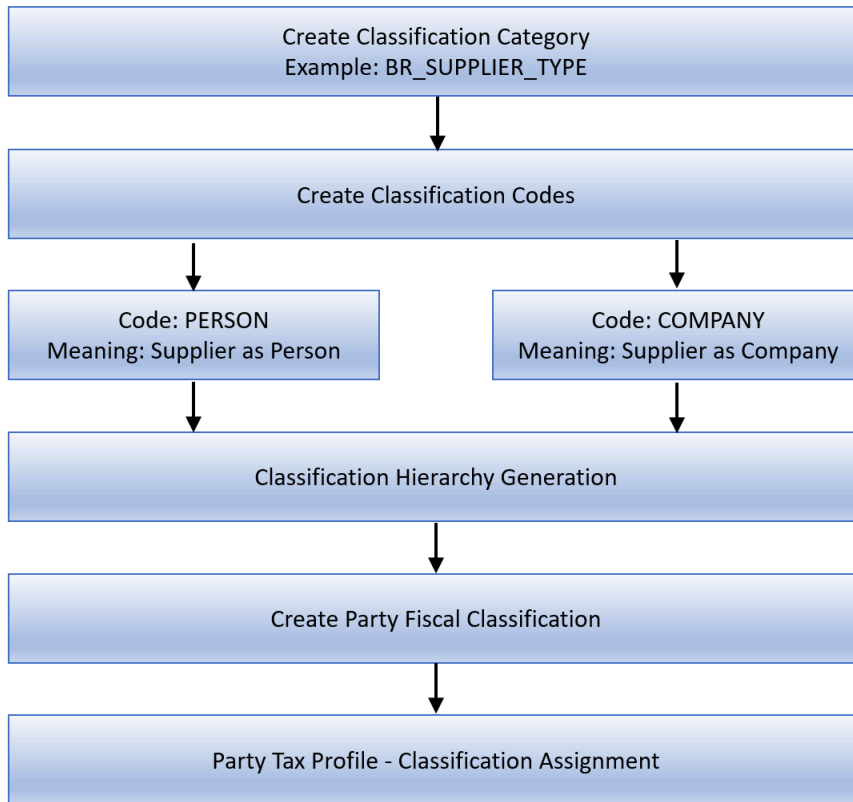 Create Classification Category
Example: BR_SUPPLIER_TYPE
Create Classification Codes
Code: PERSON
Meaning: Supplier as Person
Code: COMPANY
Meaning: Supplier as Company
Classification Hierarchy Generation
Create Party Fiscal Classification
Party Tax Profile - Classification Assignment